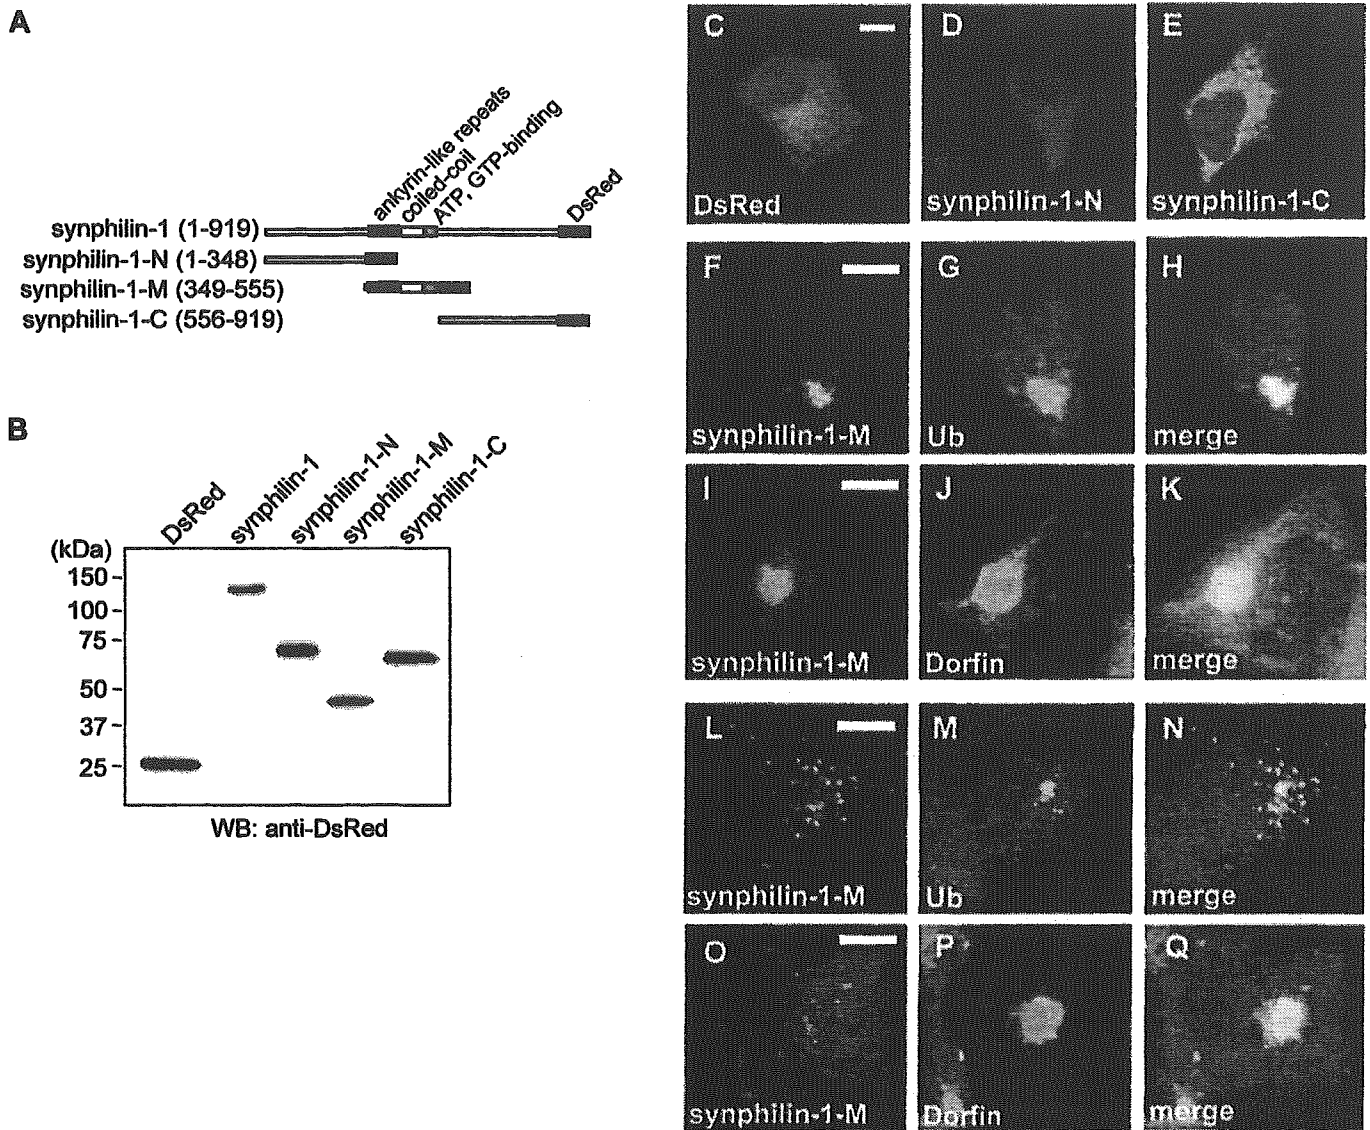 A
ankyrin-like repeats
coiled-coil
ATP, GTP-binding
DsRed
synphilin-1 (1-919)
synphilin-1-N (1-348)
synphilin-1-M (349-555)
synphilin-1-C (556-919)
B
DsRed
synphilin-1
synphilin-1-N
synphilin-1-M
synphilin-1-C
(kDa)
150
100
75
50
37
25
WB: anti-DsRed
C
DsRed
D
synphilin-1-N
E
synphilin-1-C
F
synphilin-1-M
G
Ub
H
merge
I
synphilin-1-M
J
Dorfin
K
merge
L
synphilin-1-M
M
Ub
N
merge
O
synphilin-1-M
P
Dorfin
Q
merge